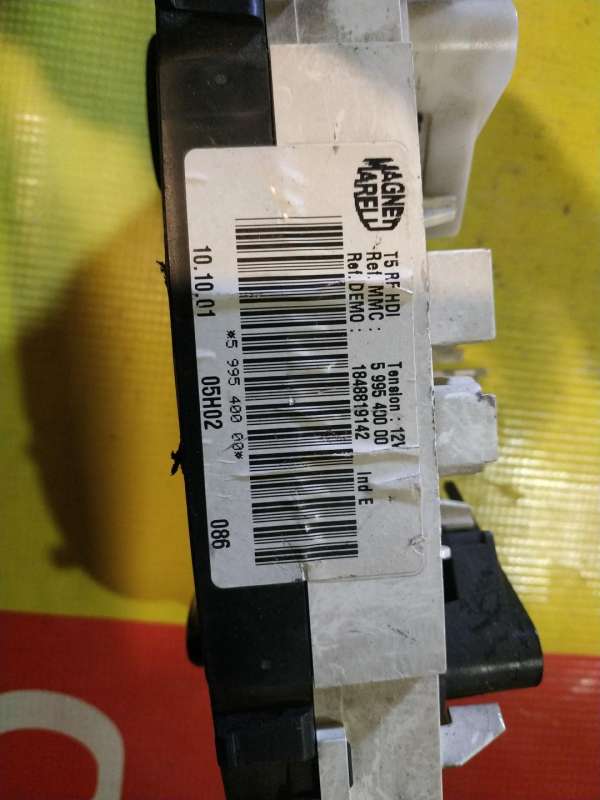 MAGNETI
MARELLI
T5 RF HDI Tension : 12V
Ref. MMC : 5 995 400 00 Ind E
Ref. DEMO : 1848819142
*5 995 400 00*
10.10.01 05H02 086